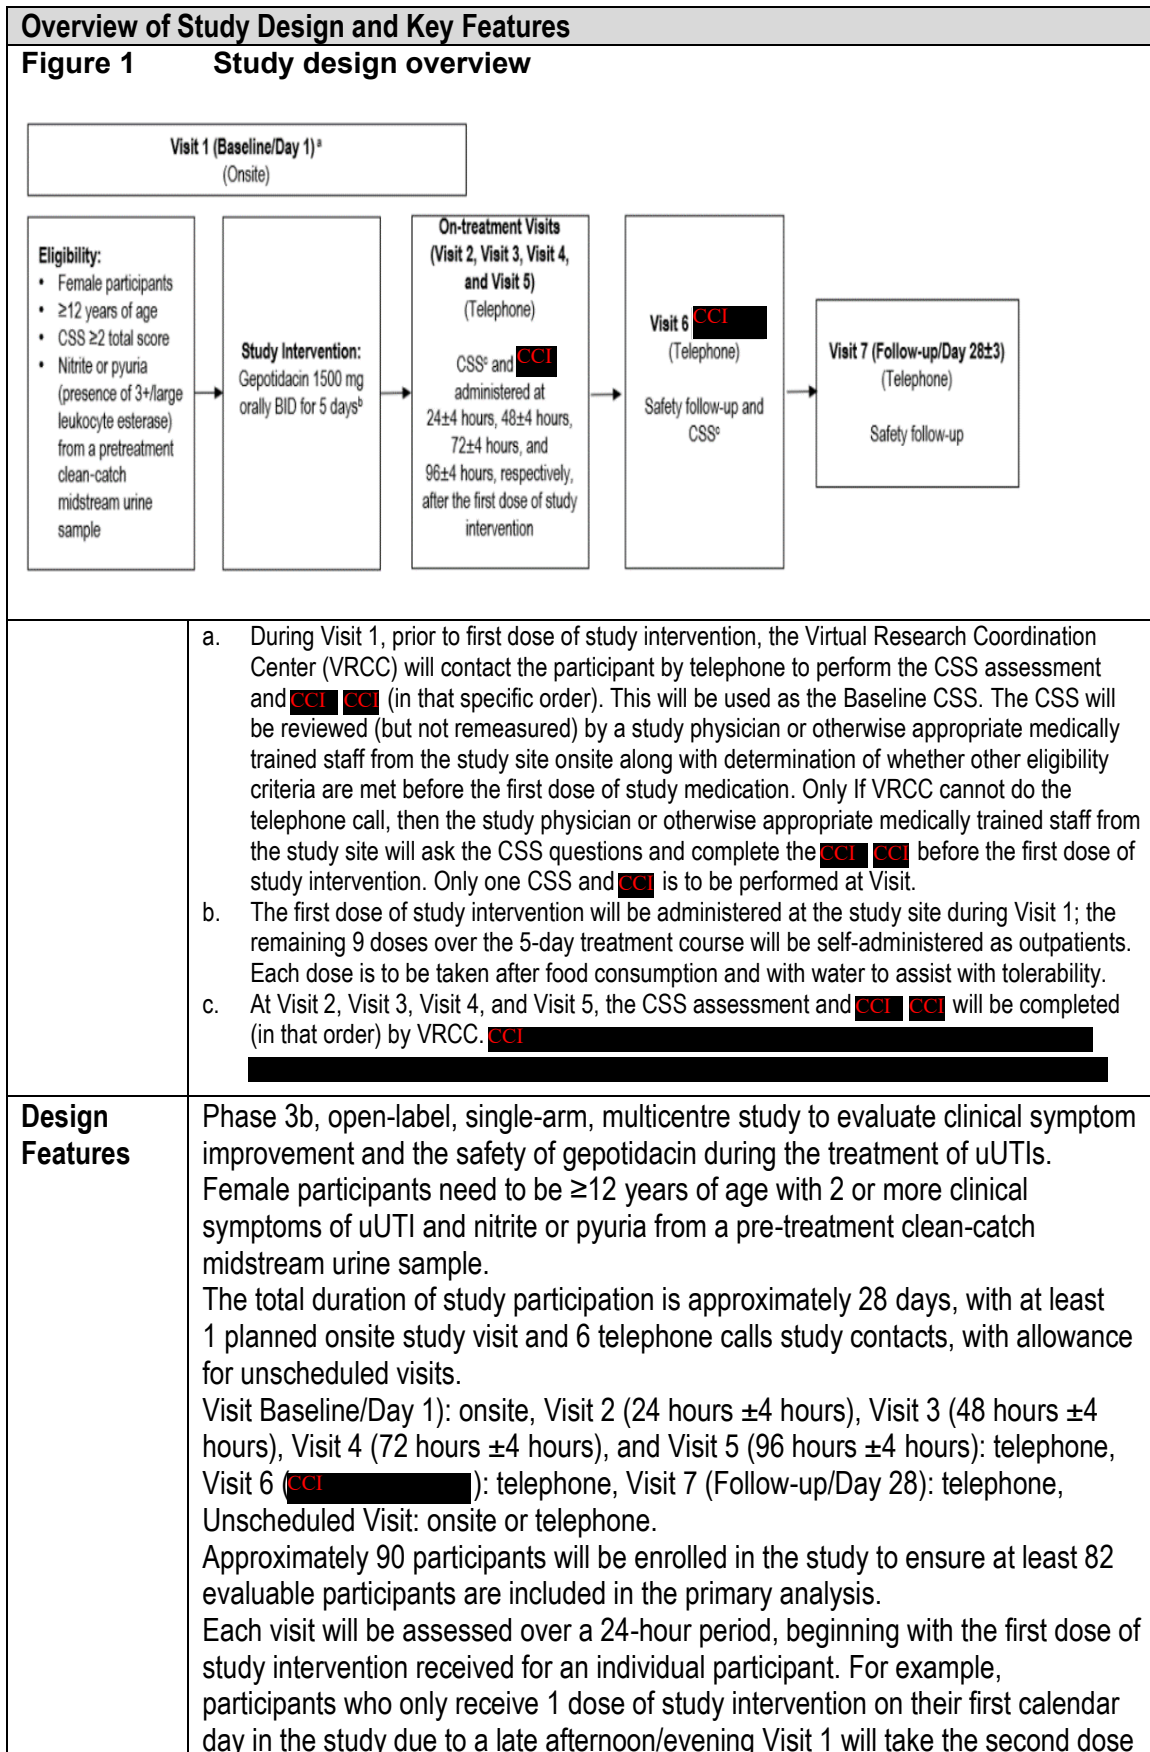 Overview of Study Design and Key Features
Figure 1 Study design overview
Visit 1 (Baseline/Day 1) a
(Onsite)
Eligibility:
• Female participants
• ≥12 years of age
• CSS ≥2 total score
• Nitrite or pyuria
(presence of 3+/large
leukocyte esterase)
from a pretreatment
clean-catch
midstream urine
sample
Study Intervention:
Gepotidacin 1500 mg
orally BID for 5 days b
On-treatment Visits
(Visit 2, Visit 3, Visit 4,
and Visit 5)
(Telephone)
CSS c and CCI
administered at
24±4 hours, 48±4 hours,
72±4 hours, and
96±4 hours, respectively,
after the first dose of study
intervention
Visit 6 CCI
(Telephone)
Safety follow-up and
CSS c
Visit 7 (Follow-up/Day 28±3)
(Telephone)
Safety follow-up
a. During Visit 1, prior to first dose of study intervention, the Virtual Research Coordination
Center (VRCC) will contact the participant by telephone to perform the CSS assessment
and CCI CCI (in that specific order). This will be used as the Baseline CSS. The CSS will
be reviewed (but not remeasured) by a study physician or otherwise appropriate medically
trained staff from the study site onsite along with determination of whether other eligibility
criteria are met before the first dose of study medication. Only If VRCC cannot do the
telephone call, then the study physician or otherwise appropriate medically trained staff from
the study site will ask the CSS questions and complete the CCI CCI before the first dose of
study intervention. Only one CSS and CCI is to be performed at Visit.
b. The first dose of study intervention will be administered at the study site during Visit 1; the
remaining 9 doses over the 5-day treatment course will be self-administered as outpatients.
Each dose is to be taken after food consumption and with water to assist with tolerability.
c. At Visit 2, Visit 3, Visit 4, and Visit 5, the CSS assessment and CCI CCI will be completed
(in that order) by VRCC. CCI
Design
Features
Phase 3b, open-label, single-arm, multicentre study to evaluate clinical symptom
improvement and the safety of gepotidacin during the treatment of uUTIs.
Female participants need to be ≥12 years of age with 2 or more clinical
symptoms of uUTI and nitrite or pyuria from a pre-treatment clean-catch
midstream urine sample.
The total duration of study participation is approximately 28 days, with at least
1 planned onsite study visit and 6 telephone calls study contacts, with allowance
for unscheduled visits.
Visit Baseline/Day 1): onsite, Visit 2 (24 hours ±4 hours), Visit 3 (48 hours ±4
hours), Visit 4 (72 hours ±4 hours), and Visit 5 (96 hours ±4 hours): telephone,
Visit 6 (CCI ): telephone, Visit 7 (Follow-up/Day 28): telephone,
Unscheduled Visit: onsite or telephone.
Approximately 90 participants will be enrolled in the study to ensure at least 82
evaluable participants are included in the primary analysis.
Each visit will be assessed over a 24-hour period, beginning with the first dose of
study intervention received for an individual participant. For example,
participants who only receive 1 dose of study intervention on their first calendar
day in the study due to a late afternoon/evening Visit 1 will take the second dose